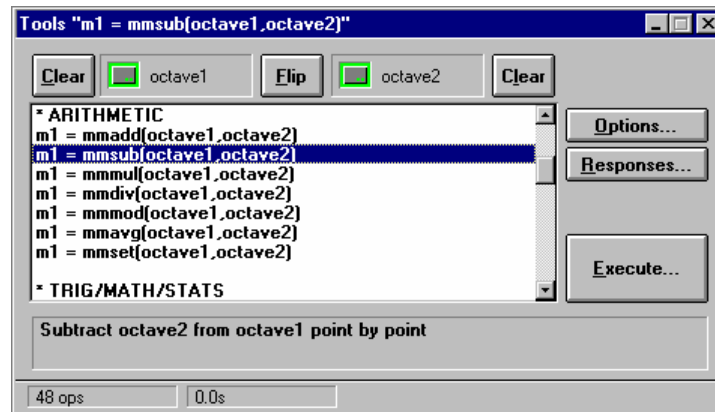 Tools "m1 = mmsub(octave1,octave2)"
Clear octave1 Flip octave2 Clear
* ARITHMETIC
m1 = mmadd(octave1,octave2)
m1 = mmsub(octave1,octave2)
m1 = mmmul(octave1,octave2)
m1 = mmdiv(octave1,octave2)
m1 = mmmod(octave1,octave2)
m1 = mmavg(octave1,octave2)
m1 = mmset(octave1,octave2)
* TRIG/MATH/STATS
Options...
Responses...
Execute...
Subtract octave2 from octave1 point by point
48 ops 0.0s